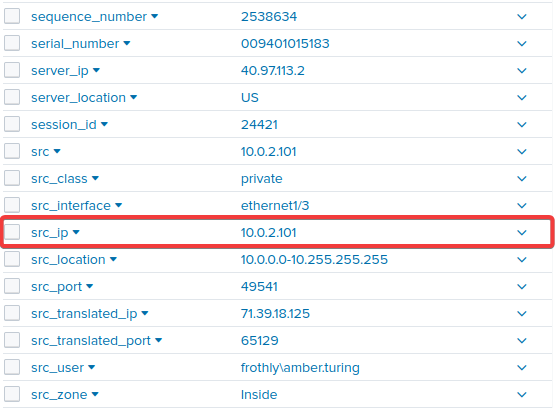 sequence_number 2538634
serial_number 009401015183
server_ip 40.97.113.2
server_location US
session_id 24421
src 10.0.2.101
src_class private
src_interface ethernet1/3
src_ip 10.0.2.101
src_location 10.0.0.0-10.255.255.255
src_port 49541
src_translated_ip 71.39.18.125
src_translated_port 65129
src_user frothly\amber.turing
src_zone Inside